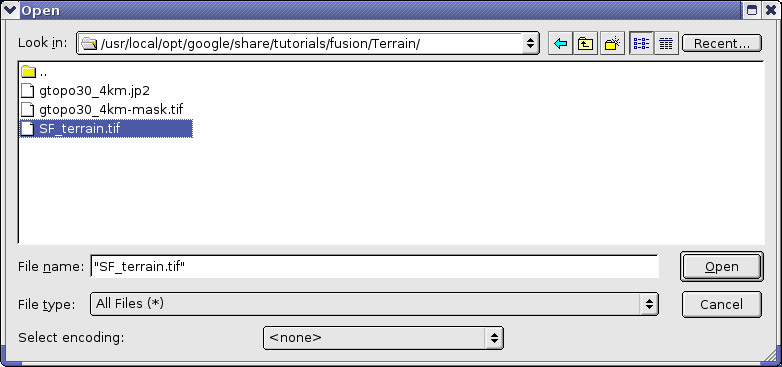 Open
Look in: /usr/local/opt/google/share/tutorials/fusion/Terrain/ Recent...
..
gtopo30_4km.jp2
gtopo30_4km-mask.tif
SF_terrain.tif
File name: "SF_terrain.tif" Open
File type: All Files (*) Cancel
Select encoding: <none>